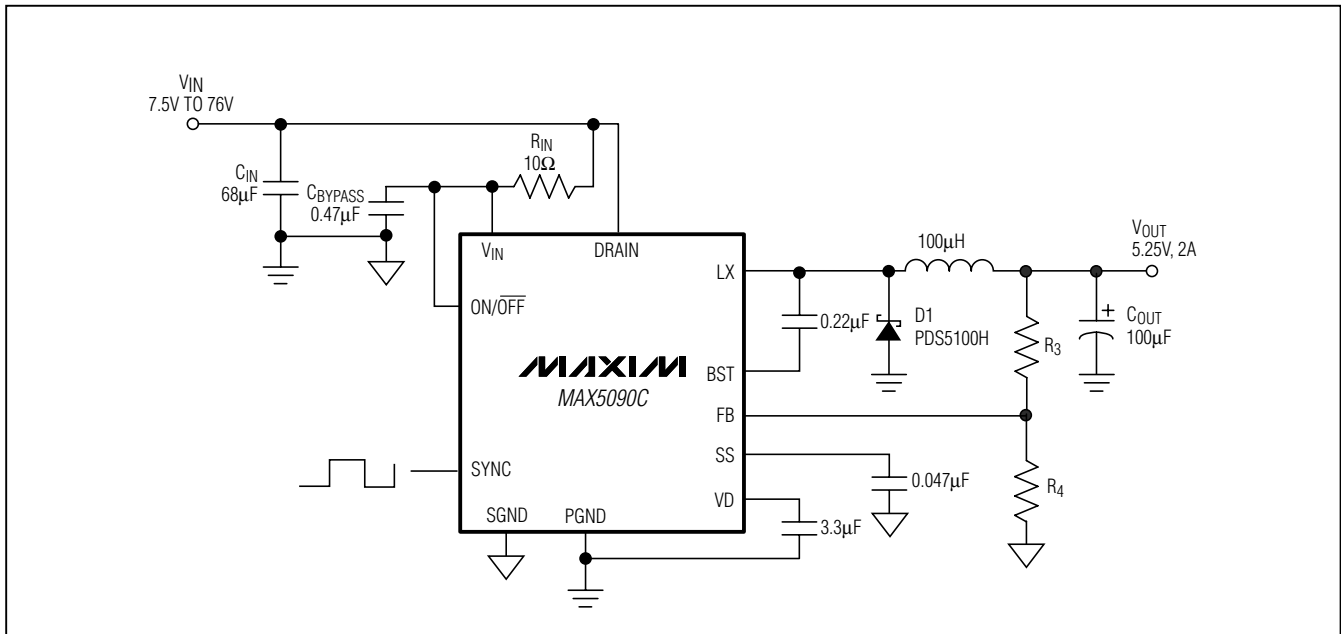 VIN
7.5V TO 76V
CIN
68µF
CBYPASS
0.47µF
RIN
10Ω
VIN
DRAIN
LX
ON/OFF
BST
MAXIM
MAX5090C
FB
SS
SYNC
VD
SGND
PGND
0.22µF
D1
PDS5100H
100µH
VOUT
5.25V, 2A
COUT
100µF
+
R3
R4
0.047µF
3.3µF